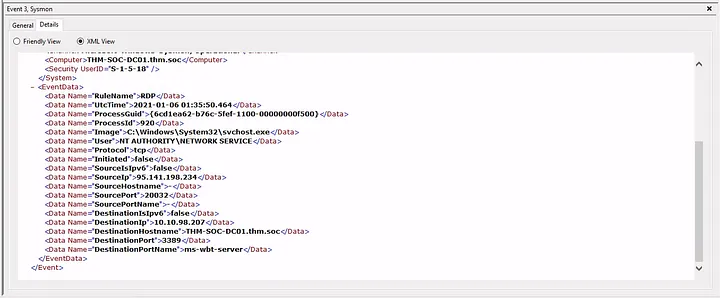 Event 3, Sysmon
General Details
Friendly View XML View
<Computer>THM-SOC-DC01.thm.soc</Computer>
<Security UserID="S-1-5-18" />
</System>
- <EventData>
<Data Name="RuleName">RDP</Data>
<Data Name="UtcTime">2021-01-06 01:35:50.464</Data>
<Data Name="ProcessGuid">{6cd1ea62-b76c-5fef-1100-00000000f500}</Data>
<Data Name="ProcessId">920</Data>
<Data Name="Image">C:\Windows\System32\svchost.exe</Data>
<Data Name="User">NT AUTHORITY\NETWORK SERVICE</Data>
<Data Name="Protocol">tcp</Data>
<Data Name="Initiated">false</Data>
<Data Name="SourceIsIpv6">false</Data>
<Data Name="SourceIp">95.141.198.234</Data>
<Data Name="SourceHostname">-</Data>
<Data Name="SourcePort">20032</Data>
<Data Name="SourcePortName">-</Data>
<Data Name="DestinationIsIpv6">false</Data>
<Data Name="DestinationIp">10.10.98.207</Data>
<Data Name="DestinationHostname">THM-SOC-DC01.thm.soc</Data>
<Data Name="DestinationPort">3389</Data>
<Data Name="DestinationPortName">ms-wbt-server</Data>
</EventData>
</Event>